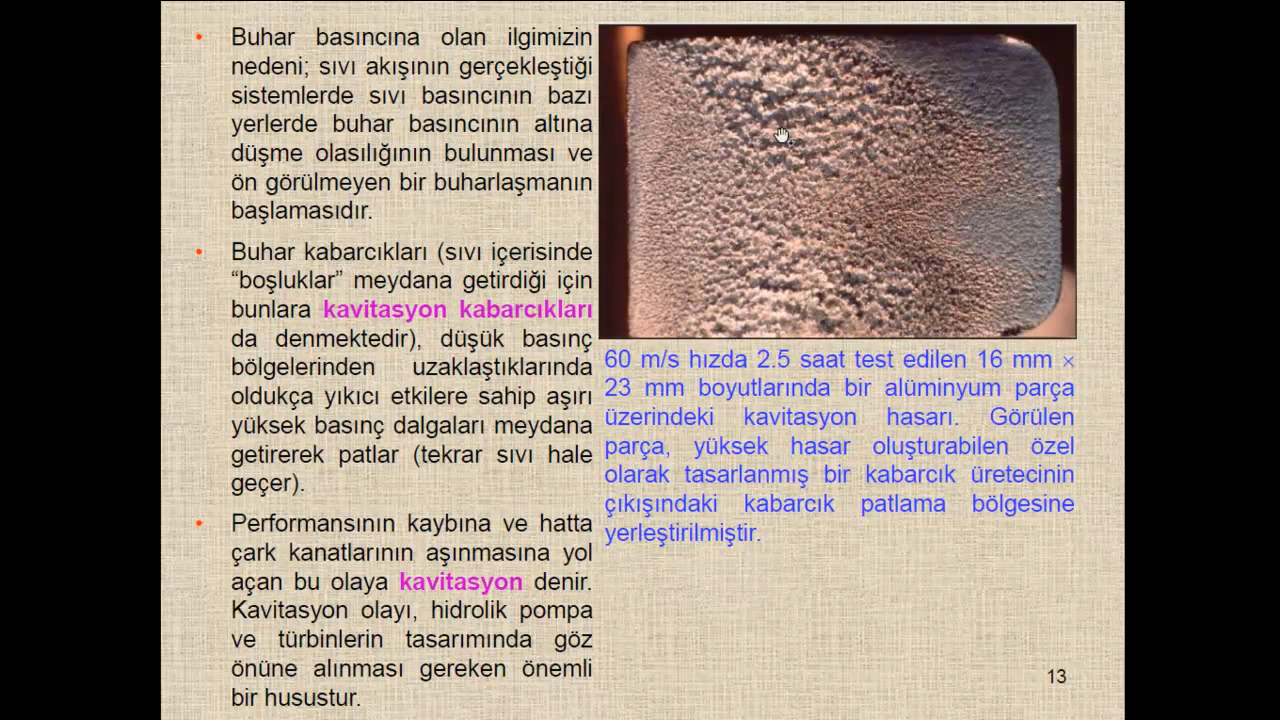 • Buhar basıncına olan ilgimizin
nedeni; sıvı akışının gerçekleştiği
sistemlerde sıvı basıncının bazı
yerlerde buhar basıncının altına
düşme olasılığının bulunması ve
ön görülmeyen bir buharlaşmanın
başlamasıdır.
• Buhar kabarcıkları (sıvı içerisinde
“boşluklar” meydana getirdiği için
bunlara kavitasyon kabarcıkları
da denmektedir), düşük basınç
bölgelerinden uzaklaştıklarında
oldukça yıkıcı etkilere sahip aşırı
yüksek basınç dalgaları meydana
getirerek patlar (tekrar sıvı hale
geçer).
• Performansının kaybına ve hatta
çark kanatlarının aşınmasına yol
açan bu olaya kavitasyon denir.
Kavitasyon olayı, hidrolik pompa
ve türbinlerin tasarımında göz
önüne alınması gereken önemli
bir husustur.
60 m/s hızda 2.5 saat test edilen 16 mm ×
23 mm boyutlarında bir alüminyum parça
üzerindeki kavitasyon hasarı. Görülen
parça, yüksek hasar oluşturabilen özel
olarak tasarlanmış bir kabarcık üretecinin
çıkışındaki kabarcık patlama bölgesine
yerleştirilmiştir.
13